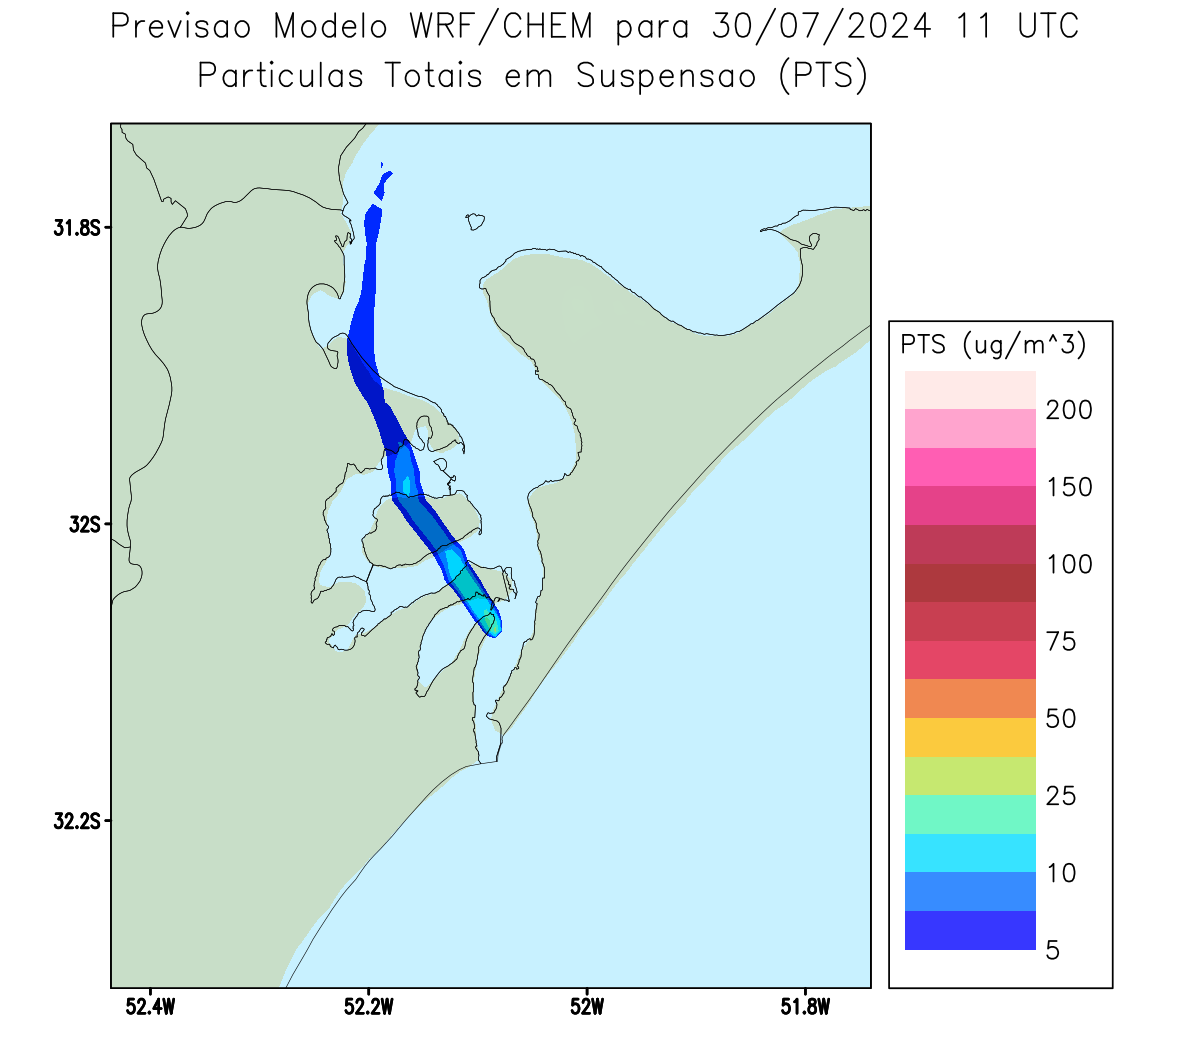 Previsao Modelo WRF/CHEM para 30/07/2024 11 UTC
Particulas Totais em Suspensao (PTS)
31.8S
32S
32.2S
52.4W
52.2W
52W
51.8W
PTS (ug/m^3)
200
150
100
75
50
25
10
5